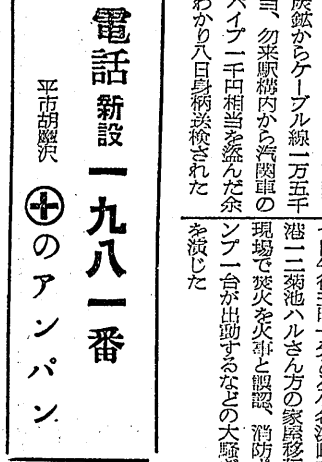 炭鉱からケーブル線一万五千
当、勿来駅構内から汽関車の
パイプ一千円相当を盗んだ余
わかり八日身柄送検された
港一二菊池ハルさん方の家屋移
現場で焚火を火事と誤認、消防
ンプ一台が出動するなどの大騒
を演じた
電話新設一九八一番
平市胡麿沢
㊉のアンパン